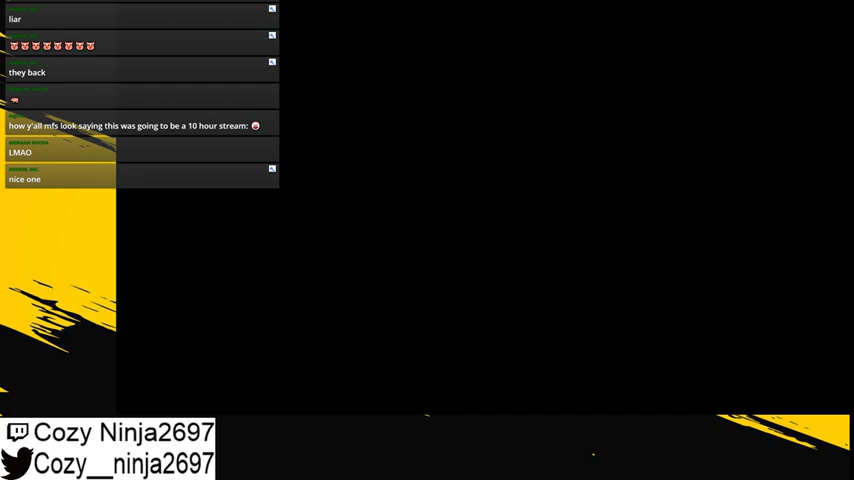 liar
they back
how y'all mfs look saying this was going to be a 10 hour stream:
LMAO
nice one
Cozy Ninja2697
Cozy__ninja2697